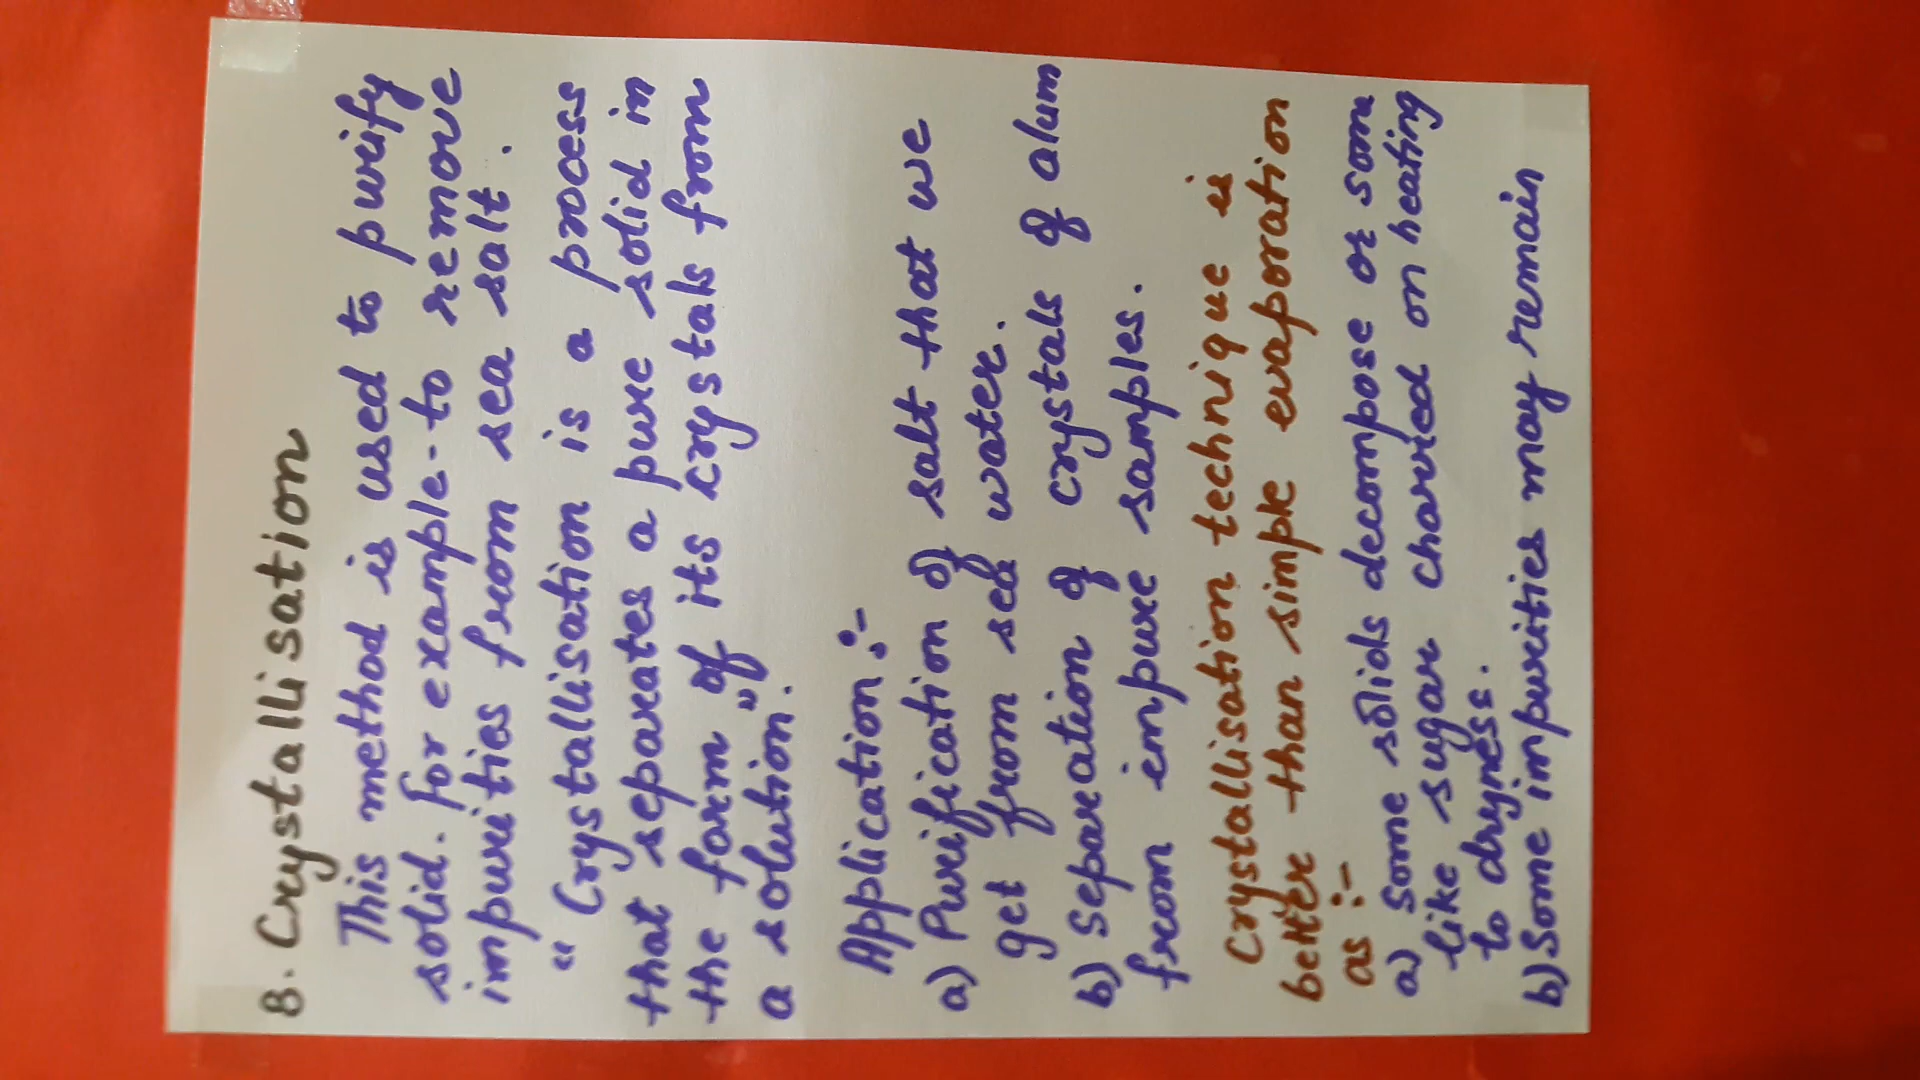 8. Crystallisation
This method is used to purify
solid. For example - to remove
impurities from sea salt.
" Crystallisation is a process
that separates a pure solid in
the form of its crystals from
a solution."
Application :-
a) Purification of salt that we
get from sea water.
b) Separation of crystals of alum
from impure samples.
Crystallisation technique is
better than simple evaporation
as :-
a) Some solids decompose or som
like sugar charried on heating
to dryness.
b) Some impurities may remain